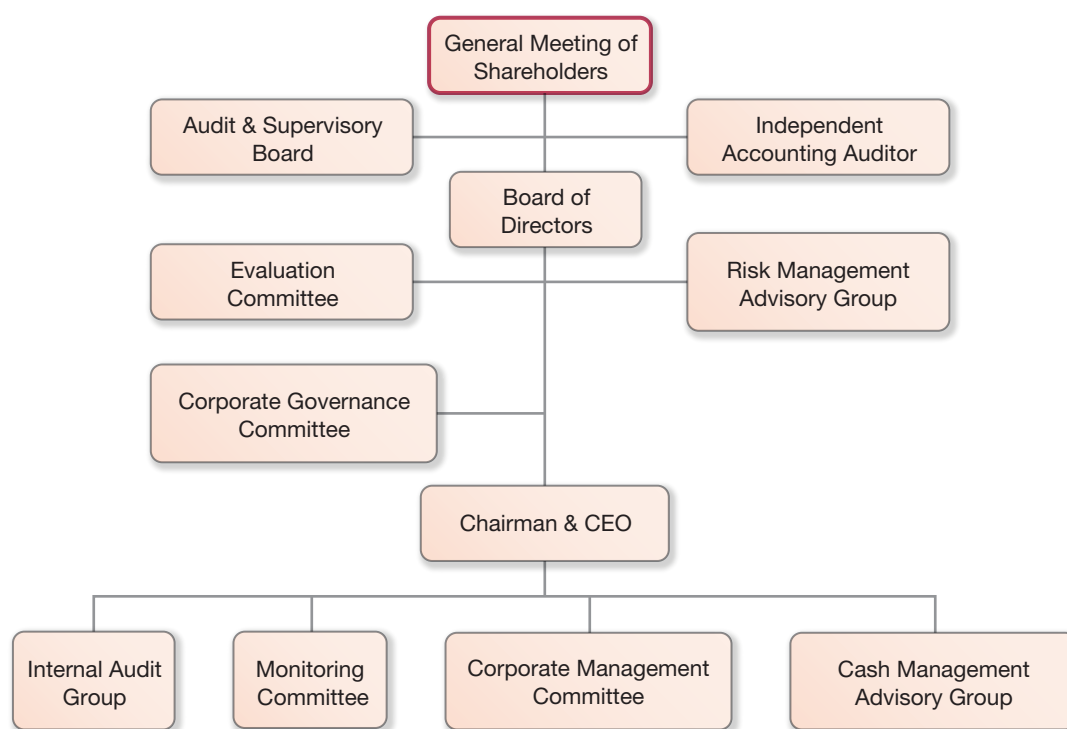 General Meeting of
Shareholders
Audit & Supervisory
Board
Independent
Accounting Auditor
Board of
Directors
Evaluation
Committee
Risk Management
Advisory Group
Corporate Governance
Committee
Chairman & CEO
Internal Audit
Group
Monitoring
Committee
Corporate Management
Committee
Cash Management
Advisory Group